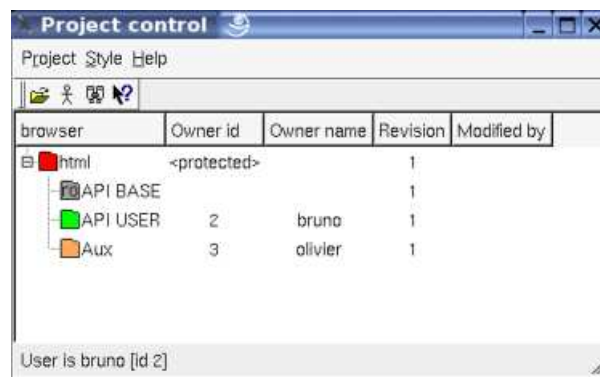 Project control
Project Style Help
browser Owner id Owner name Revision Modified by
html <protected> 1
ro API BASE 1
API USER 2 bruno 1
Aux 3 olivier 1
User is bruno [id 2]